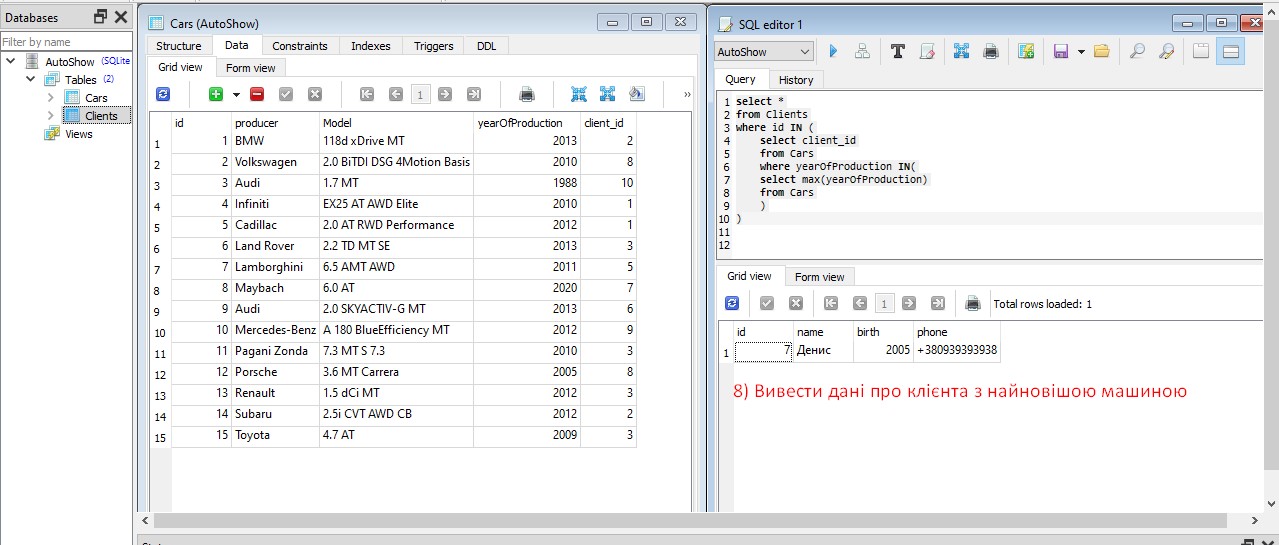 Databases
Filter by name
AutoShow (SQLite
Tables (2)
Cars
Clients
Views
Cars (AutoShow)
Structure Data Constraints Indexes Triggers DDL
Grid view Form view
1
id producer Model yearOfProduction client_id
1 1 BMW 118d xDrive MT 2013 2
2 2 Volkswagen 2.0 BiTDI DSG 4Motion Basis 2010 8
3 3 Audi 1.7 MT 1988 10
4 4 Infiniti EX25 AT AWD Elite 2010 1
5 5 Cadillac 2.0 AT RWD Performance 2012 1
6 6 Land Rover 2.2 TD MT SE 2013 3
7 7 Lamborghini 6.5 AMT AWD 2011 5
8 8 Maybach 6.0 AT 2020 7
9 9 Audi 2.0 SKYACTIV-G MT 2013 6
10 10 Mercedes-Benz A 180 BlueEfficiency MT 2012 9
11 11 Pagani Zonda 7.3 MT S 7.3 2010 3
12 12 Porsche 3.6 MT Carrera 2005 8
13 13 Renault 1.5 dCi MT 2012 3
14 14 Subaru 2.5i CVT AWD CB 2012 2
15 15 Toyota 4.7 AT 2009 3
SQL editor 1
AutoShow
Query History
1 select *
2 from Clients
3 where id IN (
4 select client_id
5 from Cars
6 where yearOfProduction IN(
7 select max(yearOfProduction)
8 from Cars
9 )
10 )
11
12
Grid view Form view
1 Total rows loaded: 1
id name birth phone
1 7 Денис 2005 +380939393938
8) Вивести дані про клієнта з найновішою машиною